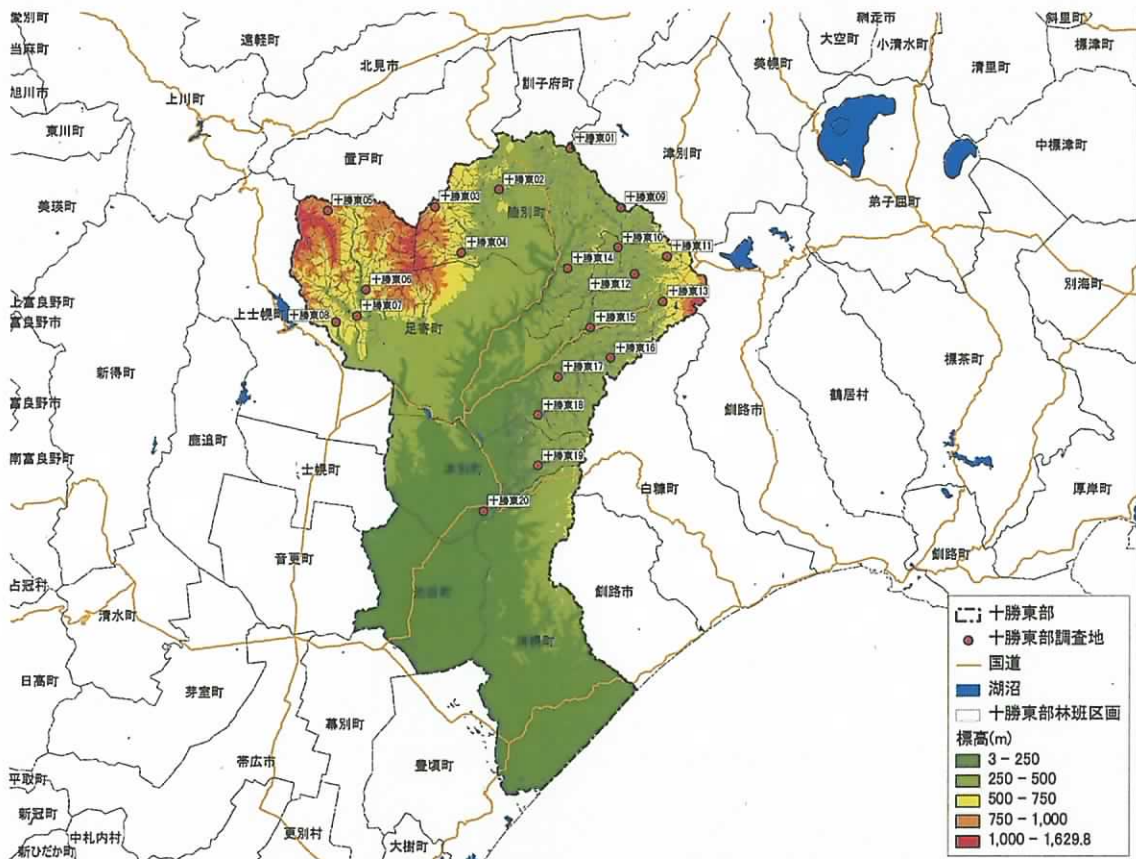 愛別町
当麻町
旭川市
東川町
美瑛町
上富良野町
富良野市
富良野市
南富良野町
占冠村
日高町
平取町
新冠町
新ひだか町
遠軽町
上川町
北見市
訓子府町
置戸町
津別町
美幌町
網走市
大空町
小清水町
斜里町
標津町
清里町
中標津町
弟子屈町
別海町
標茶町
鶴居村
釧路市
白糠町
釧路市
釧路町
厚岸町
陸別町
足寄町
本別町
池田町
浦幌町
上士幌町
新得町
鹿追町
士幌町
音更町
清水町
芽室町
帯広市
幕別町
豊頃町
中札内村
更別村
大樹町
十勝東01
十勝東02
十勝東03
十勝東04
十勝東05
十勝東06
十勝東07
十勝東08
十勝東09
十勝東10
十勝東11
十勝東12
十勝東13
十勝東14
十勝東15
十勝東16
十勝東17
十勝東18
十勝東19
十勝東20
十勝東部
十勝東部調査地
国道
湖沼
十勝東部林班区画
標高(m)
3 - 250
250 - 500
500 - 750
750 - 1,000
1,000 - 1,629.8